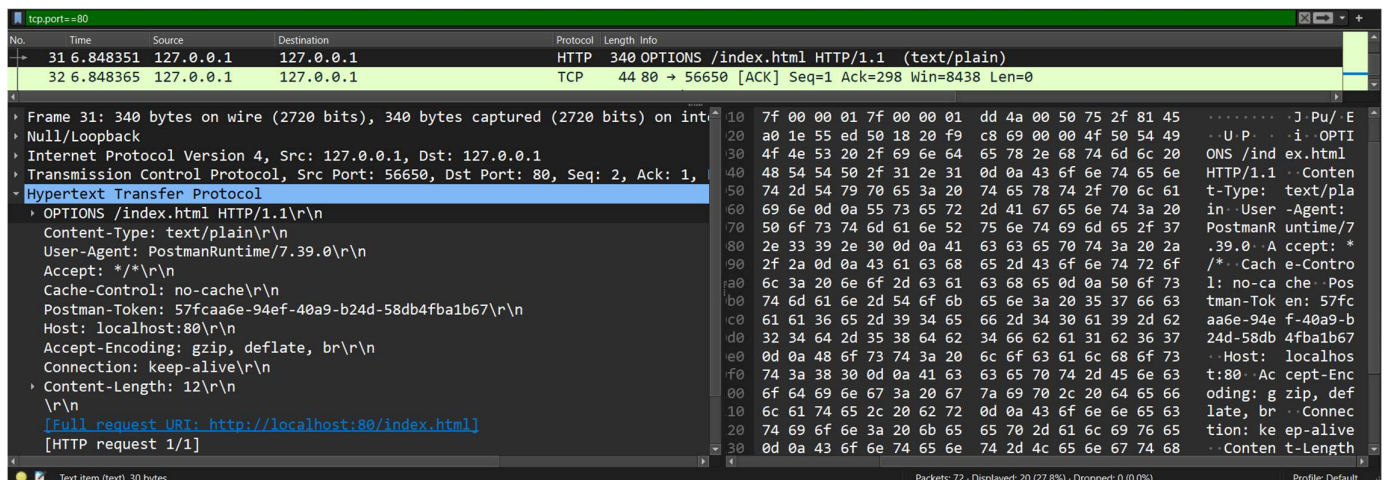 tcp.port==80
No. Time Source Destination Protocol Length Info
31 6.848351 127.0.0.1 127.0.0.1 HTTP 340 OPTIONS /index.html HTTP/1.1 (text/plain)
32 6.848365 127.0.0.1 127.0.0.1 TCP 44 80 → 56650 [ACK] Seq=1 Ack=298 Win=8438 Len=0
Frame 31: 340 bytes on wire (2720 bits), 340 bytes captured (2720 bits) on int
Null/Loopback
Internet Protocol Version 4, Src: 127.0.0.1, Dst: 127.0.0.1
Transmission Control Protocol, Src Port: 56650, Dst Port: 80, Seq: 2, Ack: 1,
Hypertext Transfer Protocol
OPTIONS /index.html HTTP/1.1\r\n
Content-Type: text/plain\r\n
User-Agent: PostmanRuntime/7.39.0\r\n
Accept: */*\r\n
Cache-Control: no-cache\r\n
Postman-Token: 57fcaa6e-94ef-40a9-b24d-58db4fba1b67\r\n
Host: localhost:80\r\n
Accept-Encoding: gzip, deflate, br\r\n
Connection: keep-alive\r\n
Content-Length: 12\r\n
\r\n
[Full request URI: http://localhost:80/index.html]
[HTTP request 1/1]
10 7f 00 00 01 7f 00 00 01 dd 4a 00 50 75 2f 81 45 ········ ·J·Pu/·E
20 a0 1e 55 ed 50 18 20 f9 c8 69 00 00 4f 50 54 49 ··U·P· · ·i··OPTI
30 4f 4e 53 20 2f 69 6e 64 65 78 2e 68 74 6d 6c 20 ONS /ind ex.html
40 48 54 54 50 2f 31 2e 31 0d 0a 43 6f 6e 74 65 6e HTTP/1.1 ··Conten
50 74 2d 54 79 70 65 3a 20 74 65 78 74 2f 70 6c 61 t-Type: text/pla
60 69 6e 0d 0a 55 73 65 72 2d 41 67 65 6e 74 3a 20 in··User -Agent:
70 50 6f 73 74 6d 61 6e 52 75 6e 74 69 6d 65 2f 37 PostmanR untime/7
80 2e 33 39 2e 30 0d 0a 41 63 63 65 70 74 3a 20 2a .39.0··A ccept: *
90 2f 2a 0d 0a 43 61 63 68 65 2d 43 6f 6e 74 72 6f /*··Cach e-Contro
a0 6c 3a 20 6e 6f 2d 63 61 63 68 65 0d 0a 50 6f 73 l: no-ca che··Pos
b0 74 6d 61 6e 2d 54 6f 6b 65 6e 3a 20 35 37 66 63 tman-Tok en: 57fc
c0 61 61 36 65 2d 39 34 65 66 2d 34 30 61 39 2d 62 aa6e-94e f-40a9-b
d0 32 34 64 2d 35 38 64 62 34 66 62 61 31 62 36 37 24d-58db 4fba1b67
e0 0d 0a 48 6f 73 74 3a 20 6c 6f 63 61 6c 68 6f 73 ··Host: localhos
f0 74 3a 38 30 0d 0a 41 63 63 65 70 74 2d 45 6e 63 t:80··Ac cept-Enc
00 6f 64 69 6e 67 3a 20 67 7a 69 70 2c 20 64 65 66 oding: g zip, def
10 6c 61 74 65 2c 20 62 72 0d 0a 43 6f 6e 6e 65 63 late, br ··Connec
20 74 69 6f 6e 3a 20 6b 65 65 70 2d 61 6c 69 76 65 tion: ke ep-alive
30 0d 0a 43 6f 6e 74 65 6e 74 2d 4c 65 6e 67 74 68 ··Conten t-Length
Text item (text), 30 bytes Packets: 72 · Displayed: 20 (27.8%) · Dropped: 0 (0.0%) Profile: Default